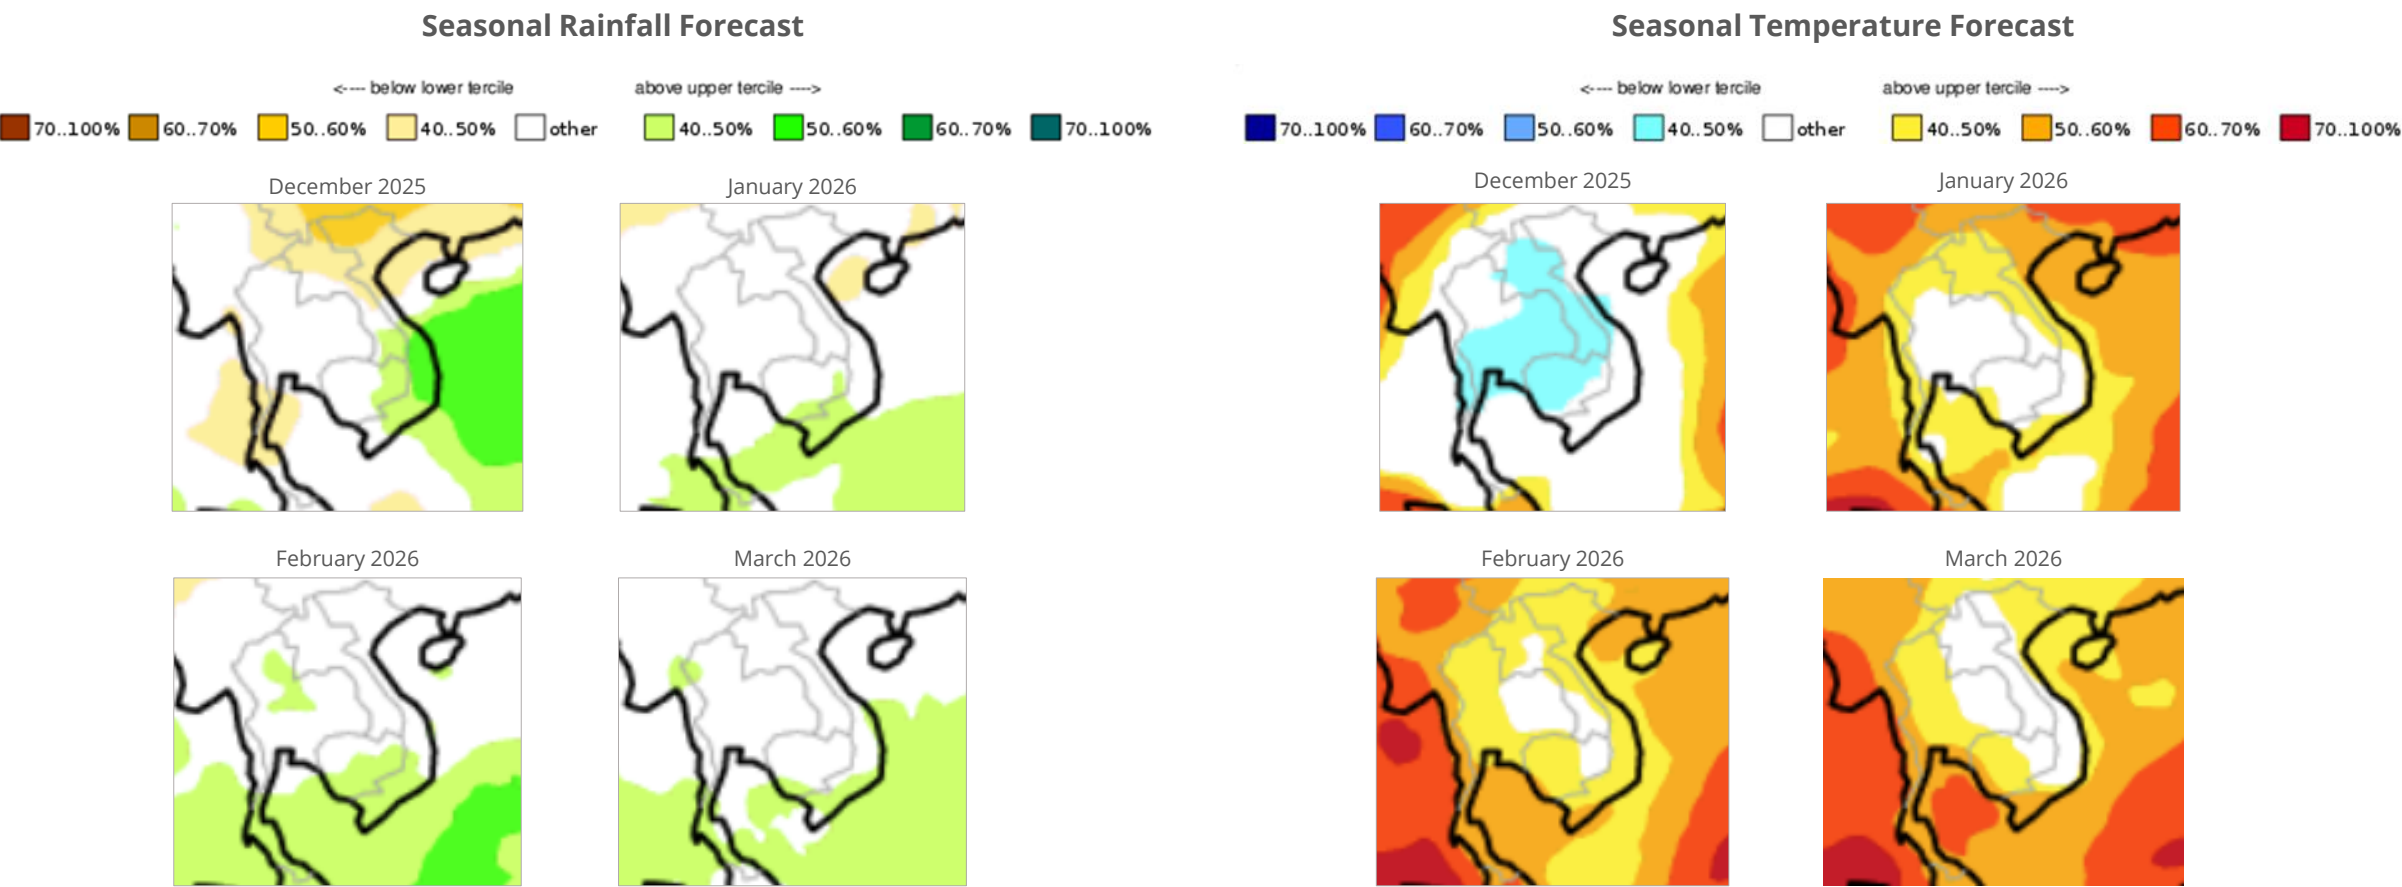 Seasonal Rainfall Forecast
<---- below lower tercile above upper tercile ---->
70..100% 60..70% 50..60% 40..50% other 40..50% 50..60% 60..70% 70..100%
December 2025 January 2026
February 2026 March 2026
Seasonal Temperature Forecast
<---- below lower tercile above upper tercile ---->
70..100% 60..70% 50..60% 40..50% other 40..50% 50..60% 60..70% 70..100%
December 2025 January 2026
February 2026 March 2026